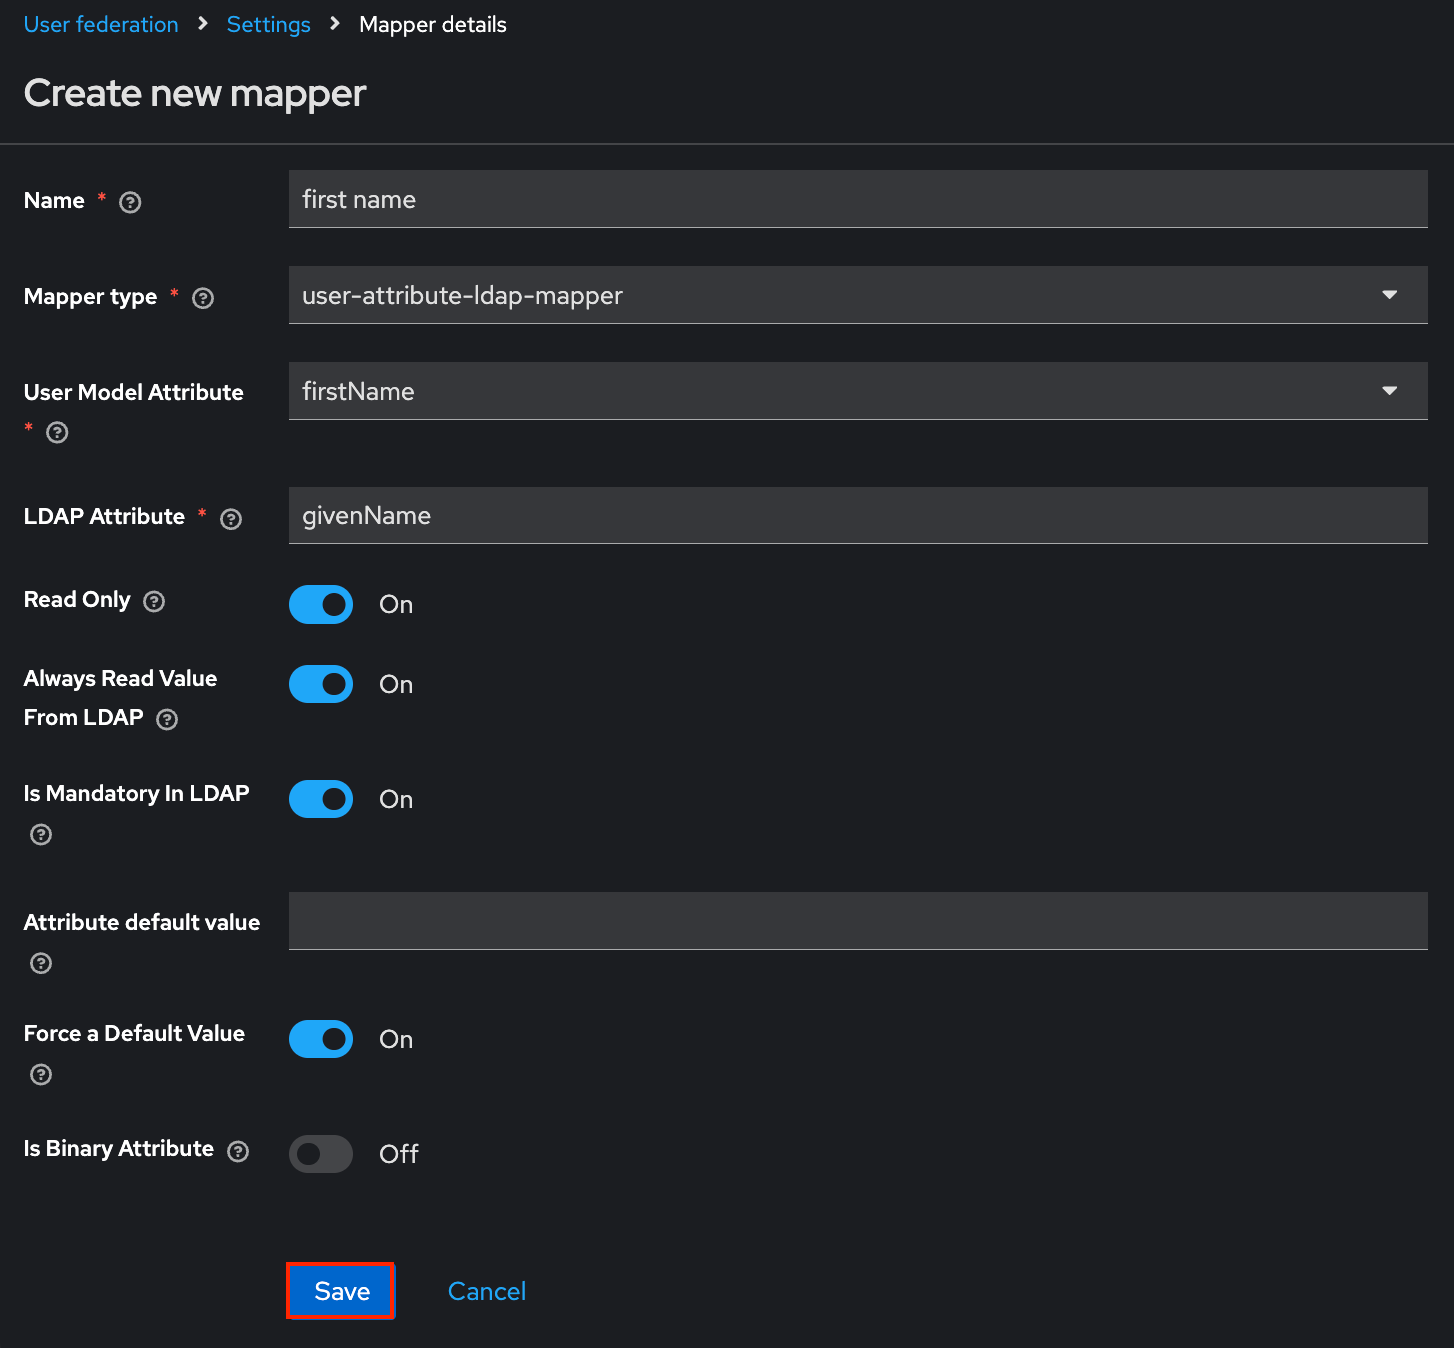 User federation > Settings > Mapper details
Create new mapper
Name * first name
Mapper type * user-attribute-ldap-mapper
User Model Attribute * firstName
LDAP Attribute * givenName
Read Only On
Always Read Value
From LDAP On
Is Mandatory In LDAP On
Attribute default value
Force a Default Value On
Is Binary Attribute Off
Save Cancel